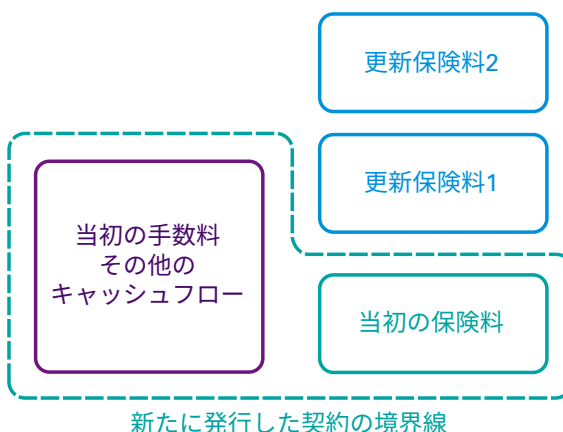 更新保険料2
更新保険料1
当初の手数料
その他の
キャッシュフロー
当初の保険料
新たに発行した契約の境界線